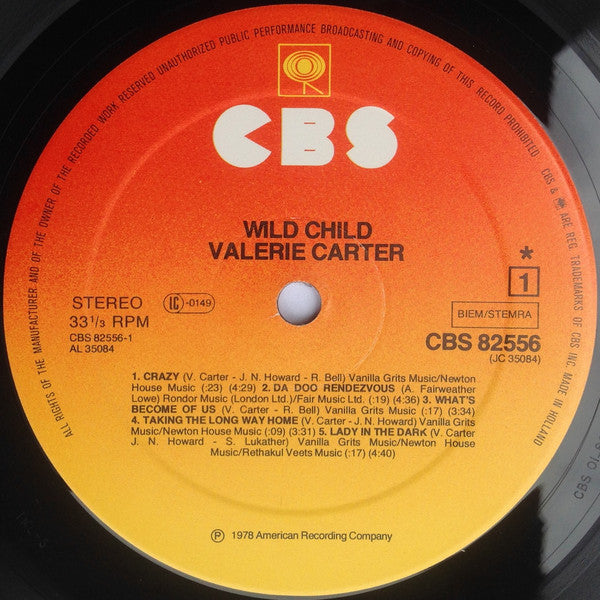 ALL RIGHTS OF THE MANUFACTURER AND OF THE OWNER OF THE RECORDED WORK RESERVED UNAUTHORIZED PUBLIC PERFORMANCE BROADCASTING AND COPYING OF THIS RECORD PROHIBITED. CBS & ARE REG. TRADEMARKS OF CBS INC. MADE IN HOLLAND
CBS
WILD CHILD
VALERIE CARTER
STEREO
33 1/3 RPM
CBS 82556-1
AL 35084
IC -0149
*
1
BIEM/STEMRA
CBS 82556
(JC 35084)
1. CRAZY (V. Carter - J. N. Howard - R. Bell) Vanilla Grits Music/Newton
House Music (:23) (4:29) 2. DA DOO RENDEZVOUS (A. Fairweather
Lowe) Rondor Music (London Ltd.)/Fair Music Ltd. (:19) (4:36) 3. WHAT'S
BECOME OF US (V. Carter - R. Bell) Vanilla Grits Music (:17) (3:34)
4. TAKING THE LONG WAY HOME (V. Carter - J.N. Howard) Vanilla Grits
Music/Newton House Music (:09) (3:31) 5. LADY IN THE DARK (V. Carter
J. N. Howard - S. Lukather) Vanilla Grits Music/Newton House
Music/Rethakul Veets Music (:17) (4:40)
℗ 1978 American Recording Company